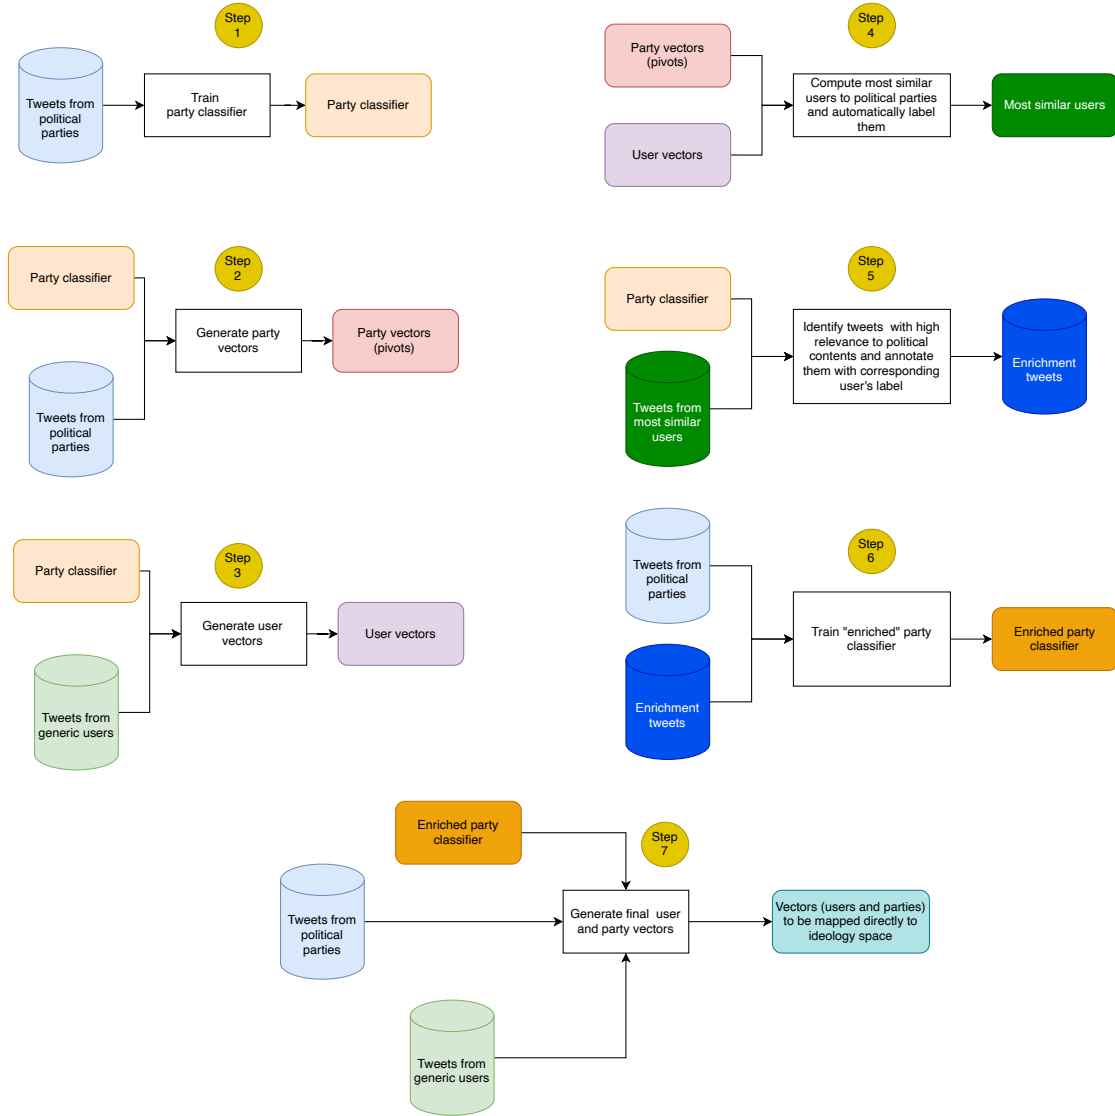 Step
1
Tweets from
political
parties
Train
party classifier
Party classifier
Step
2
Party classifier
Tweets from
political
parties
Generate party
vectors
Party vectors
(pivots)
Step
3
Party classifier
Tweets from
generic users
Generate user
vectors
User vectors
Step
4
Party vectors
(pivots)
User vectors
Compute most similar
users to political parties
and automatically label
them
Most similar users
Step
5
Party classifier
Tweets from
most similar
users
Identify tweets with high
relevance to political
contents and annotate
them with corresponding
user's label
Enrichment
tweets
Step
6
Tweets from
political
parties
Enrichment
tweets
Train "enriched" party
classifier
Enriched party
classifier
Step
7
Enriched party
classifier
Tweets from
political
parties
Tweets from
generic users
Generate final user
and party vectors
Vectors (users and parties)
to be mapped directly to
ideology space